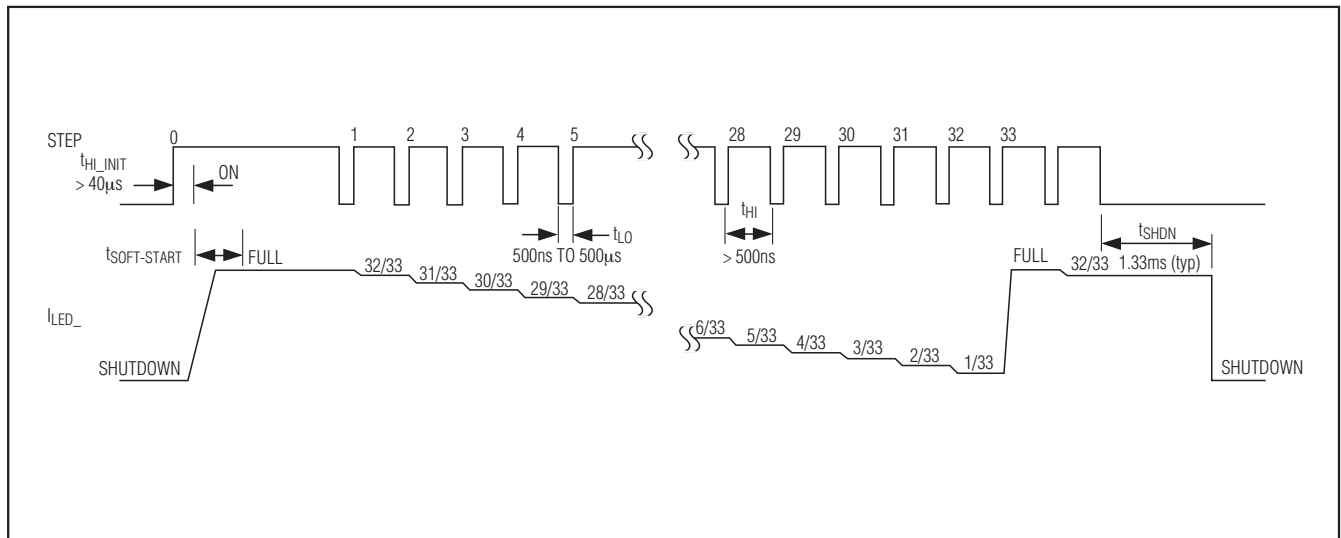 STEP 0 1 2 3 4 5 28 29 30 31 32 33
tHI_INIT
> 40µs
ON
tHI
> 500ns
tLO
500ns TO 500µs
tSHDN
1.33ms (typ)
tSOFT-START
FULL
32/33 31/33 30/33 29/33 28/33
6/33 5/33 4/33 3/33 2/33 1/33
FULL
32/33
ILED_
SHUTDOWN
SHUTDOWN